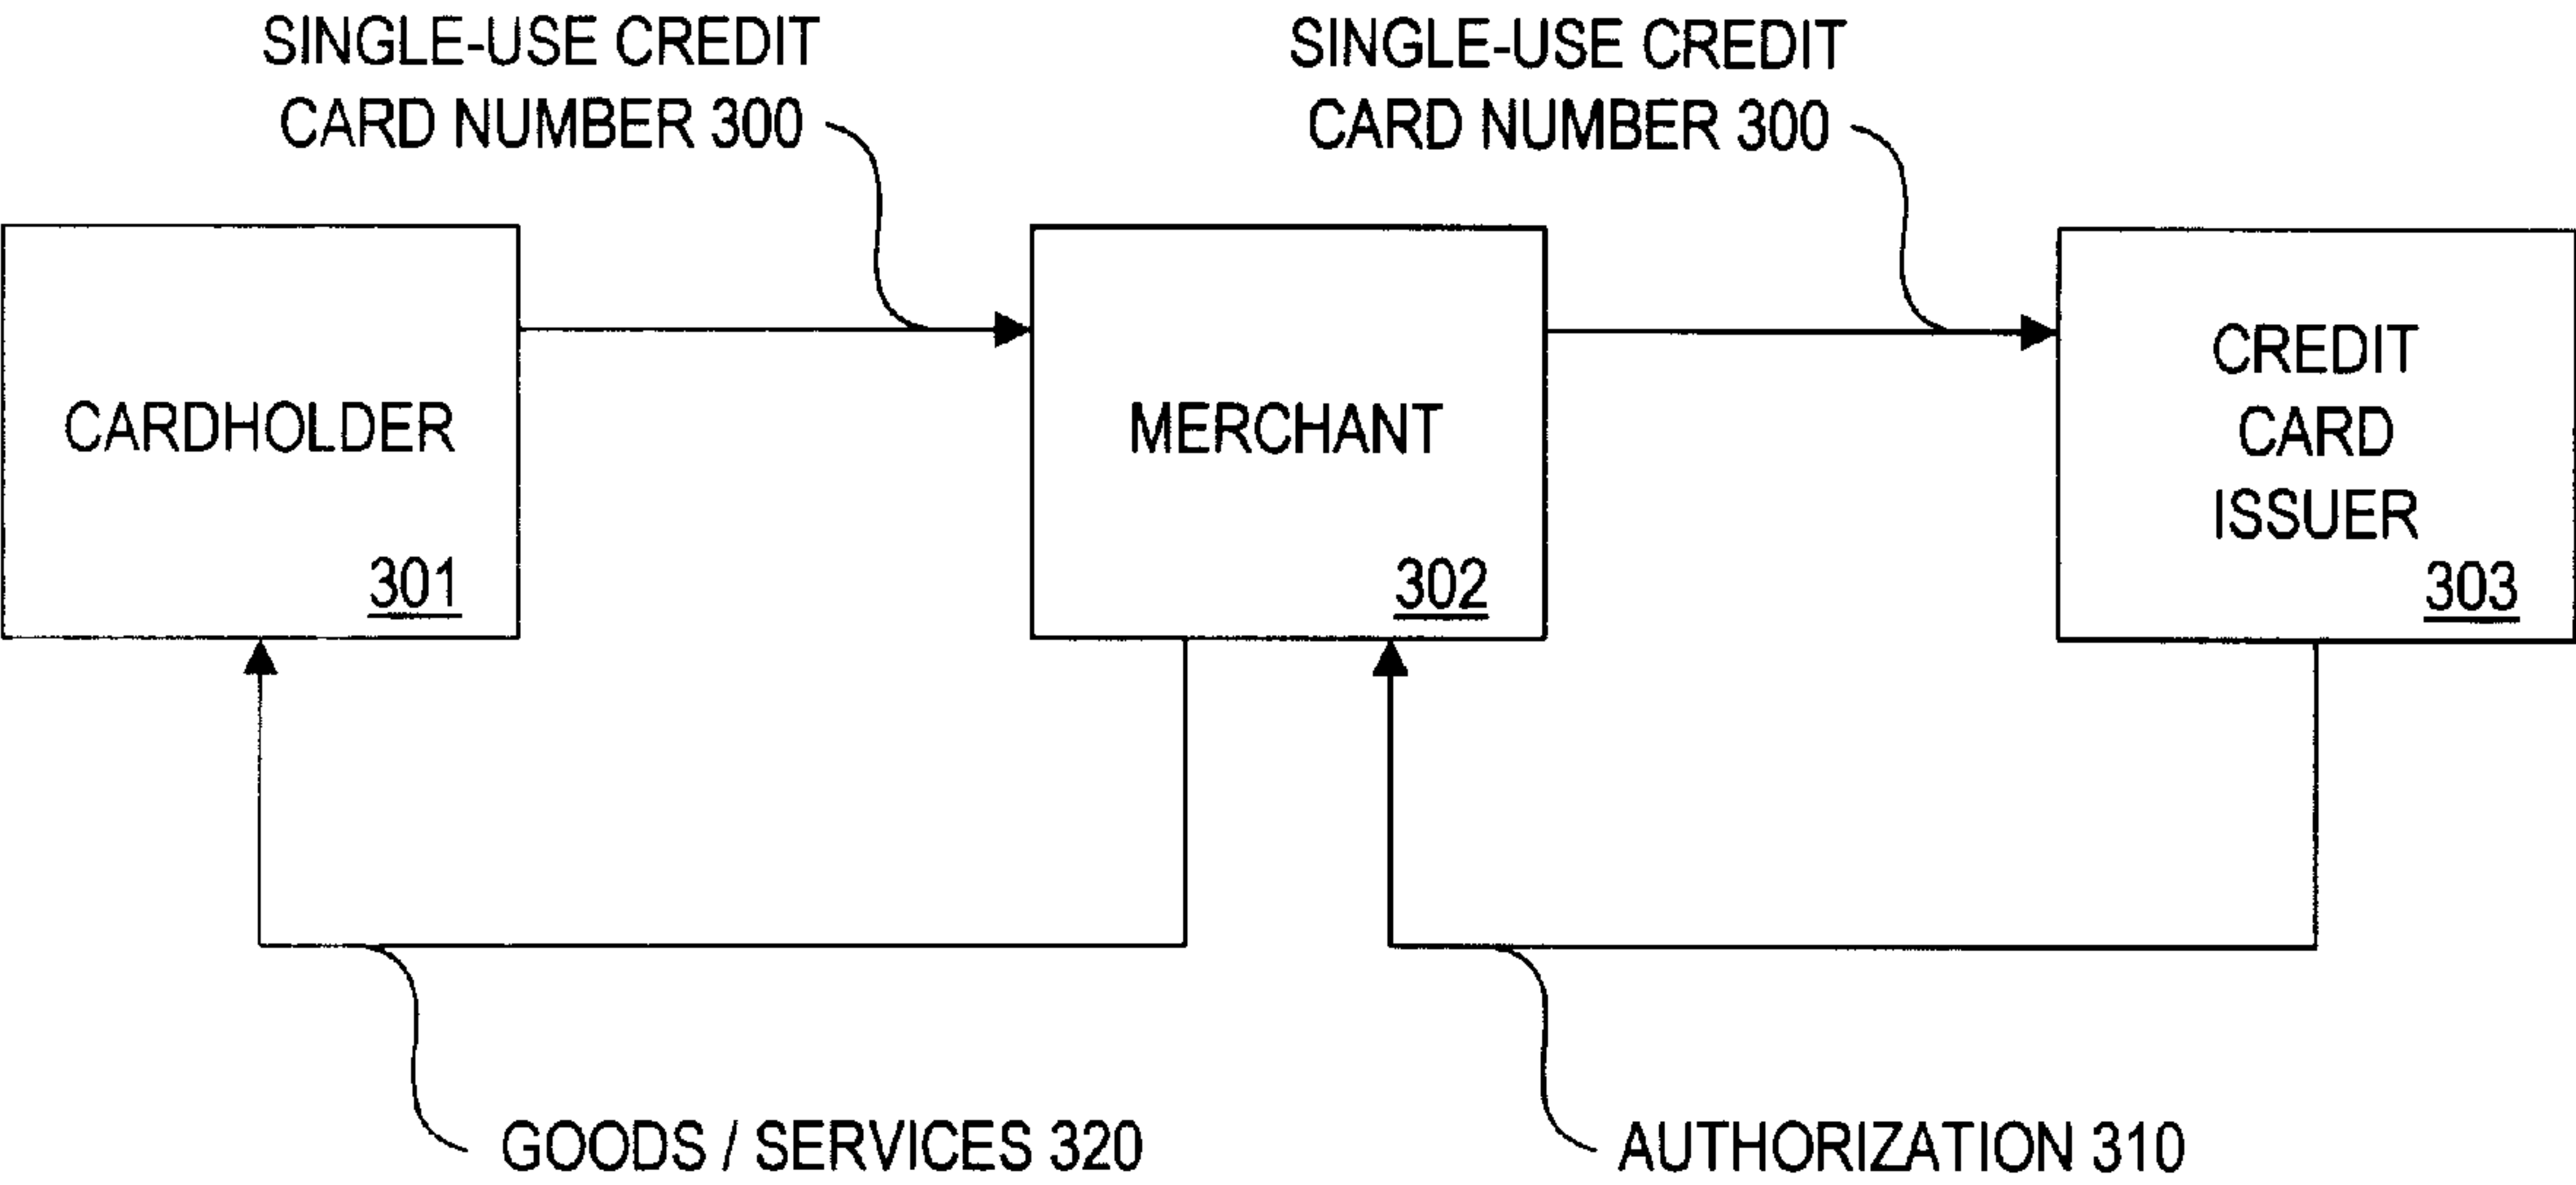 SINGLE-USE CREDIT
CARD NUMBER 300
SINGLE-USE CREDIT
CARD NUMBER 300
CARDHOLDER
301
MERCHANT
302
CREDIT
CARD
ISSUER
303
GOODS / SERVICES 320
AUTHORIZATION 310